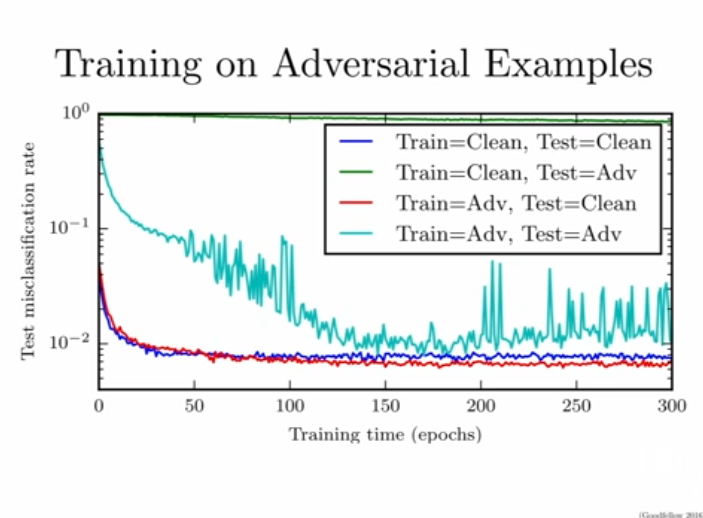 Training on Adversarial Examples
Test misclassification rate
10⁰
10⁻¹
10⁻²
Train=Clean, Test=Clean
Train=Clean, Test=Adv
Train=Adv, Test=Clean
Train=Adv, Test=Adv
0 50 100 150 200 250 300
Training time (epochs)
(Goodfellow 2016